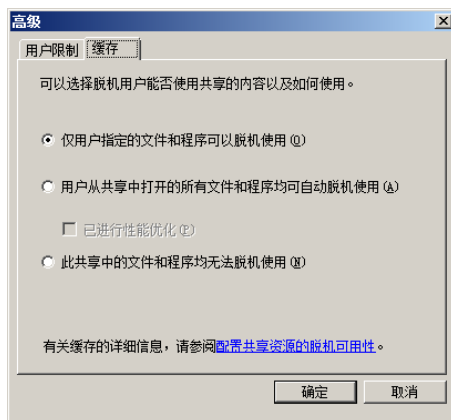 高级
用户限制 缓存
可以选择脱机用户能否使用共享的内容以及如何使用。
仅用户指定的文件和程序可以脱机使用(O)
用户从共享中打开的所有文件和程序均可自动脱机使用(A)
已进行性能优化(E)
此共享中的文件和程序均无法脱机使用(N)
有关缓存的详细信息，请参阅配置共享资源的脱机可用性。
确定 取消